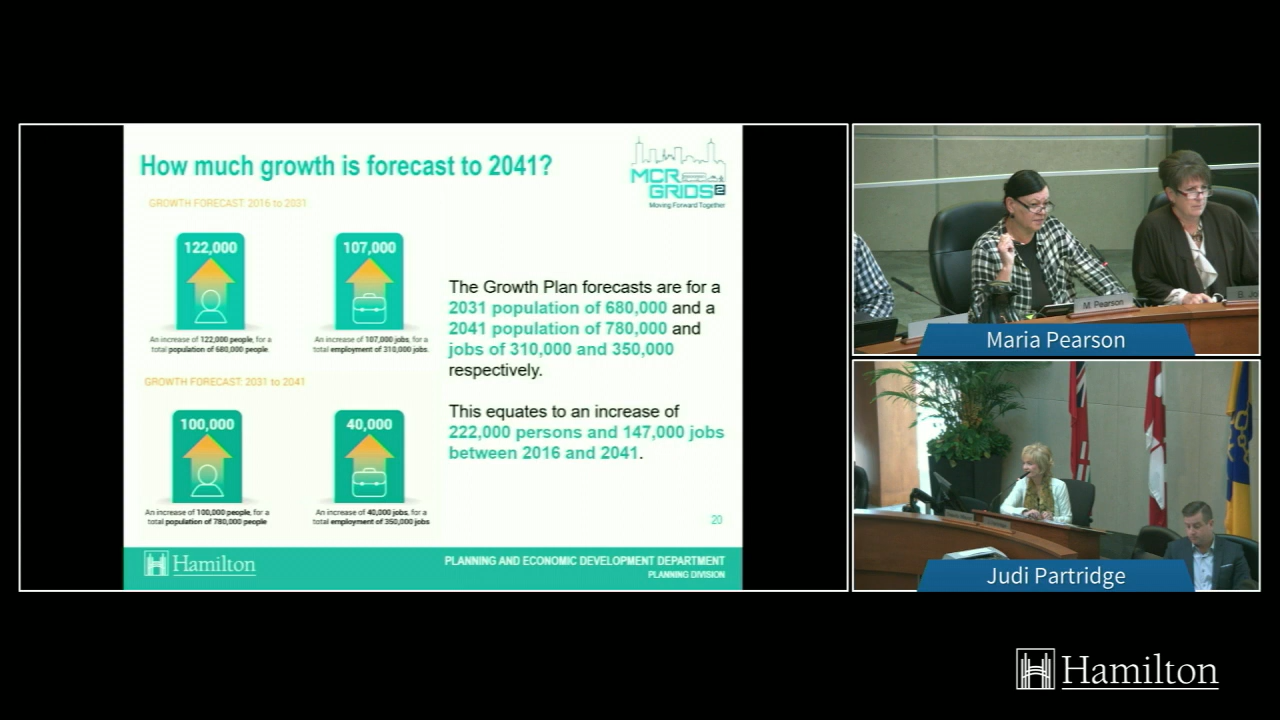 How much growth is forecast to 2041?
MCR
GRIDS2
Moving Forward Together
GROWTH FORECAST: 2016 to 2031
122,000
107,000
An increase of 122,000 people, for a
total population of 680,000 people.
An increase of 107,000 jobs, for a
total employment of 310,000 jobs.
GROWTH FORECAST: 2031 to 2041
100,000
40,000
An increase of 100,000 people, for a
total population of 780,000 people
An increase of 40,000 jobs, for a
total employment of 350,000 jobs
The Growth Plan forecasts are for a
2031 population of 680,000 and a
2041 population of 780,000 and
jobs of 310,000 and 350,000
respectively.
This equates to an increase of
222,000 persons and 147,000 jobs
between 2016 and 2041.
20
Hamilton
PLANNING AND ECONOMIC DEVELOPMENT DEPARTMENT
PLANNING DIVISION
M. Pearson
Maria Pearson
Judi Partridge
Hamilton